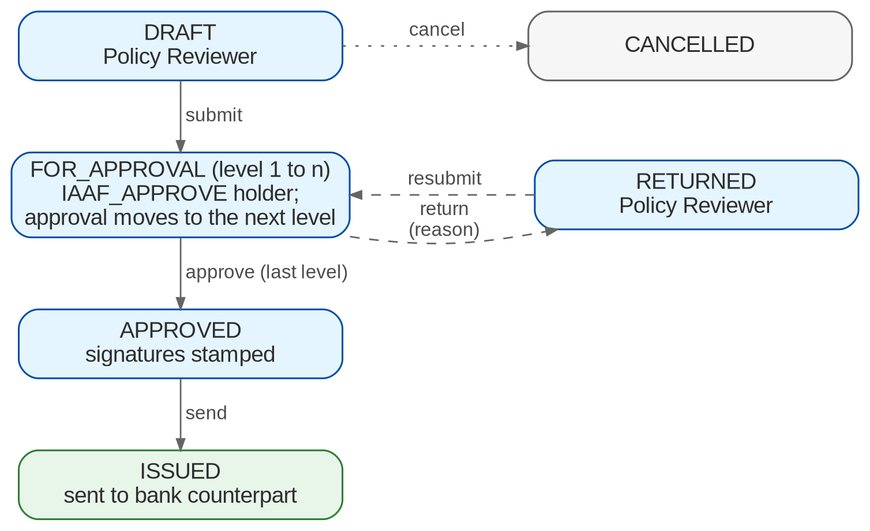 DRAFT
Policy Reviewer
cancel
CANCELLED
submit
FOR_APPROVAL (level 1 to n)
IAAF_APPROVE holder;
approval moves to the next level
resubmit
return
(reason)
RETURNED
Policy Reviewer
approve (last level)
APPROVED
signatures stamped
send
ISSUED
sent to bank counterpart